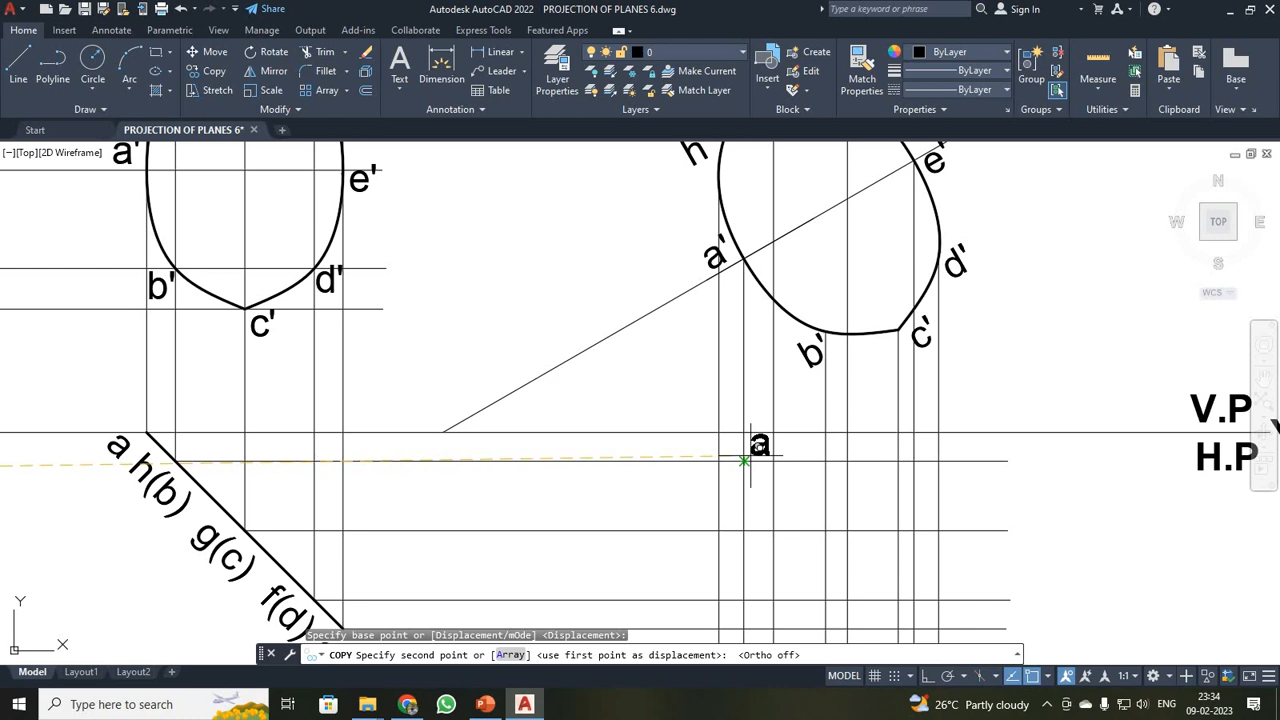 Share
Autodesk AutoCAD 2022 PROJECTION OF PLANES 6.dwg
Type a keyword or phrase
Sign In
Home Insert Annotate Parametric View Manage Output Add-ins Collaborate Express Tools Featured Apps
Line Polyline Circle Arc
Move Rotate Trim
Copy Mirror Fillet
Stretch Scale Array
Text Dimension
Linear
Leader
Table
Layer Properties
0
Make Current
Match Layer
Insert
Create
Edit
Match Properties
ByLayer
ByLayer
ByLayer
Group
Measure
Paste
Base
Draw Modify Annotation Layers Block Properties Groups Utilities Clipboard View
Start PROJECTION OF PLANES 6*
[−][Top][2D Wireframe]
a'
e'
b'
d'
c'
h
e'
a'
d'
b'
c'
N
W TOP E
S
WCS
V.P
H.P
a
a
h(b)
g(c)
f(d)
Y
X
Specify base point or [Displacement/mOde] <Displacement>:
COPY Specify second point or [Array] <use first point as displacement>: <Ortho off>
Model Layout1 Layout2
MODEL
1:1
Type here to search
26°C Partly cloudy
ENG
23:34
09-02-2023